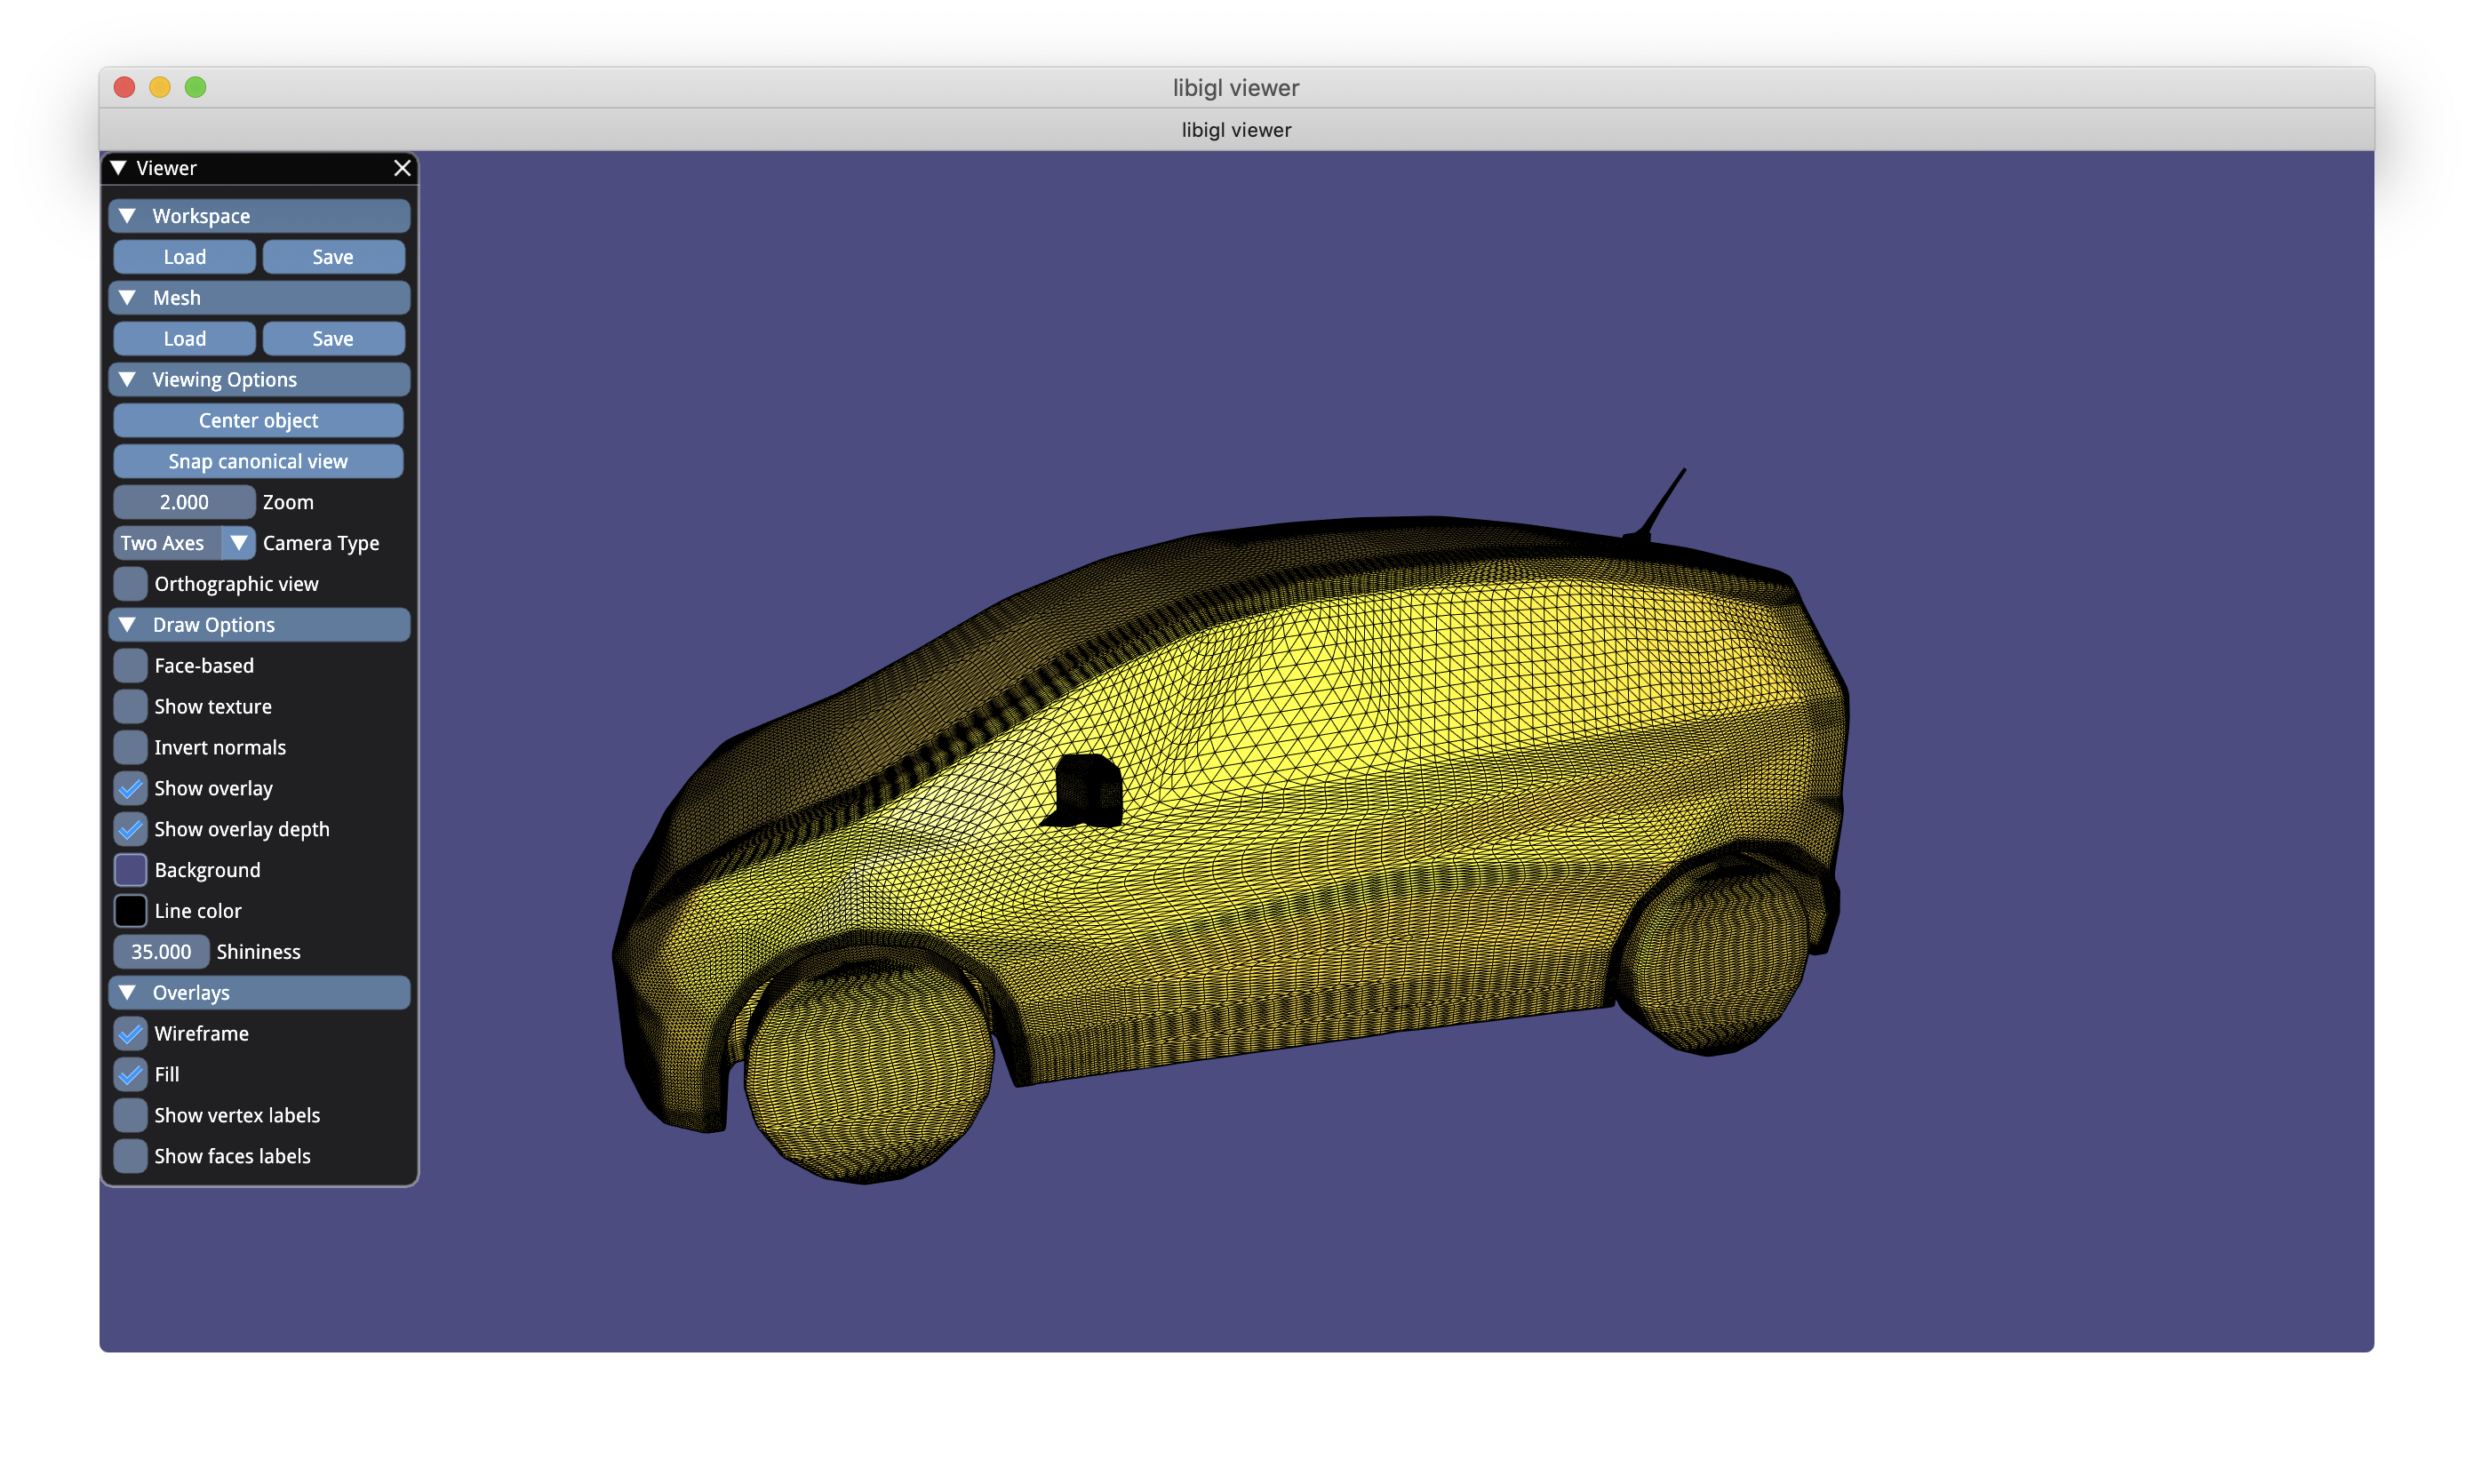 libigl viewer
libigl viewer
Viewer
Workspace
Load Save
Mesh
Load Save
Viewing Options
Center object
Snap canonical view
2.000 Zoom
Two Axes Camera Type
Orthographic view
Draw Options
Face-based
Show texture
Invert normals
Show overlay
Show overlay depth
Background
Line color
35.000 Shininess
Overlays
Wireframe
Fill
Show vertex labels
Show faces labels